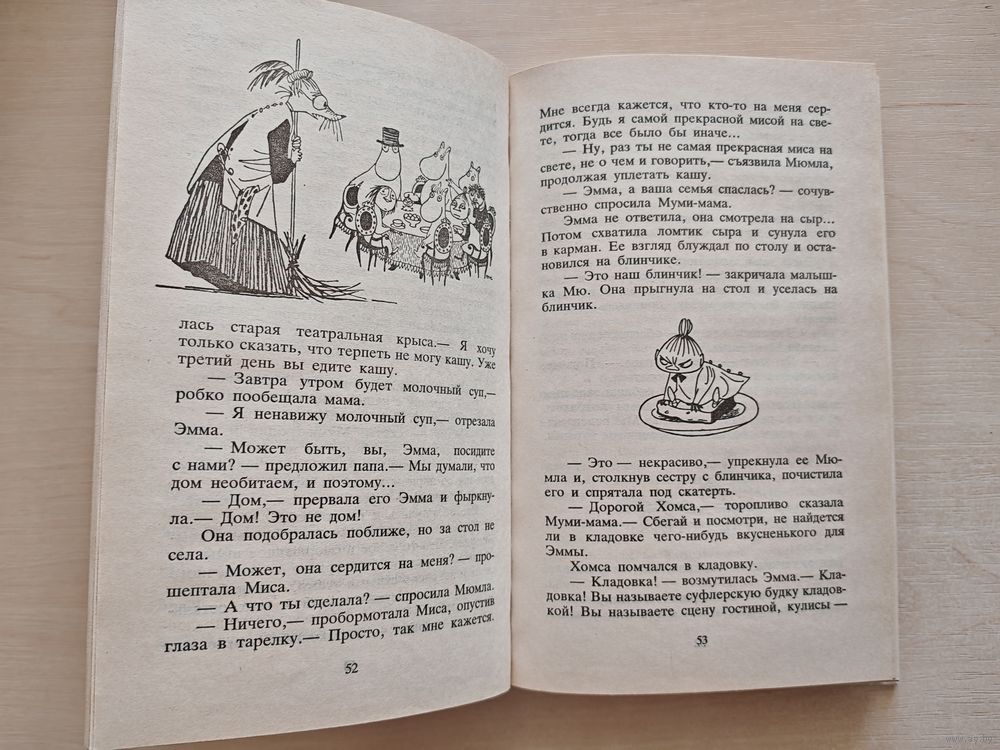 лась старая театральная крыса.— Я хочу
только сказать, что терпеть не могу кашу. Уже
третий день вы едите кашу.
— Завтра утром будет молочный суп,—
робко пообещала мама.
— Я ненавижу молочный суп,— отрезала
Эмма.
— Может быть, вы, Эмма, посидите
с нами? — предложил папа.— Мы думали, что
дом необитаем, и поэтому...
— Дом,— прервала его Эмма и фыркну-
ла.— Дом! Это не дом!
Она подобралась поближе, но за стол не
села.
— Может, она сердится на меня? — про-
шептала Миса.
— А что ты сделала? — спросила Мюмла.
— Ничего,— пробормотала Миса, опустив
глаза в тарелку.— Просто, так мне кажется.
52
Мне всегда кажется, что кто-то на меня сер-
дится. Будь я самой прекрасной мисой на све-
те, тогда все было бы иначе...
— Ну, раз ты не самая прекрасная миса на
свете, не о чем и говорить,— съязвила Мюмла,
продолжая уплетать кашу.
— Эмма, а ваша семья спаслась? — сочув-
ственно спросила Муми-мама.
Эмма не ответила, она смотрела на сыр...
Потом схватила ломтик сыра и сунула его
в карман. Ее взгляд блуждал по столу и оста-
новился на блинчике.
— Это наш блинчик! — закричала малыш-
ка Мю. Она прыгнула на стол и уселась на
блинчик.
— Это — некрасиво,— упрекнула ее Мю-
мла и, столкнув сестру с блинчика, почистила
его и спрятала под скатерть.
— Дорогой Хомса,— торопливо сказала
Муми-мама.— Сбегай и посмотри, не найдется
ли в кладовке чего-нибудь вкусненького для
Эммы.
Хомса помчался в кладовку.
— Кладовка! — возмутилась Эмма.— Кла-
довка! Вы называете суфлерскую будку кладов-
кой! Вы называете сцену гостиной, кулисы —
53
www.ay.by